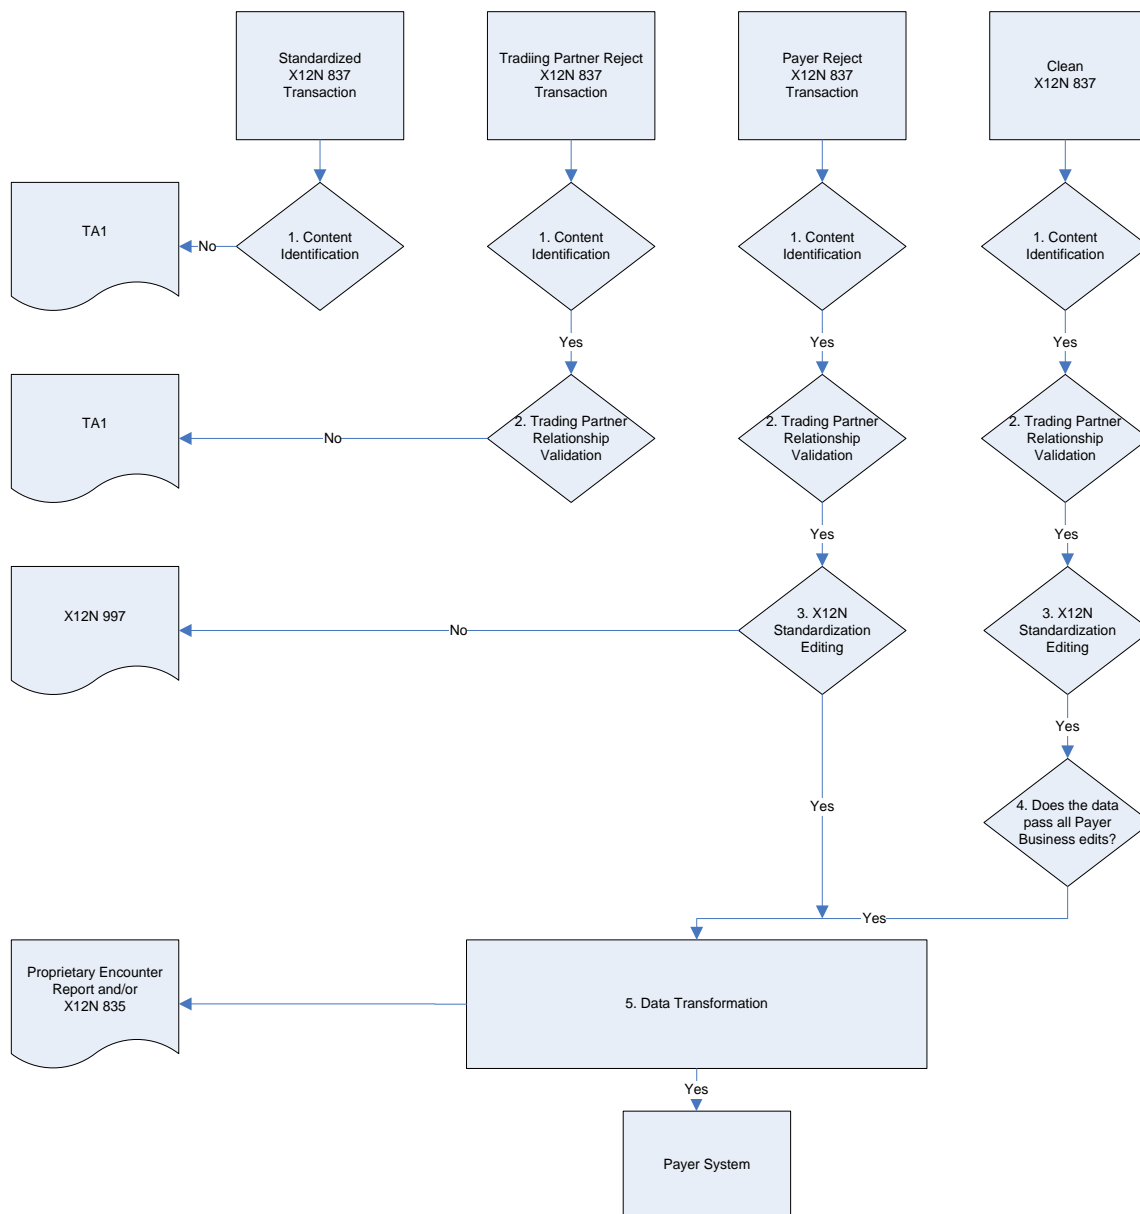 Standardized
X12N 837
Transaction
Tradiing Partner Reject
X12N 837
Transaction
Payer Reject
X12N 837
Transaction
Clean
X12N 837
TA1
No
1. Content
Identification
1. Content
Identification
1. Content
Identification
1. Content
Identification
Yes
Yes
Yes
TA1
No
2. Trading Partner
Relationship
Validation
2. Trading Partner
Relationship
Validation
2. Trading Partner
Relationship
Validation
Yes
Yes
X12N 997
No
3. X12N
Standardization
Editing
3. X12N
Standardization
Editing
Yes
Yes
4. Does the data
pass all Payer
Business edits?
Yes
Proprietary Encounter
Report and/or
X12N 835
5. Data Transformation
Yes
Payer System